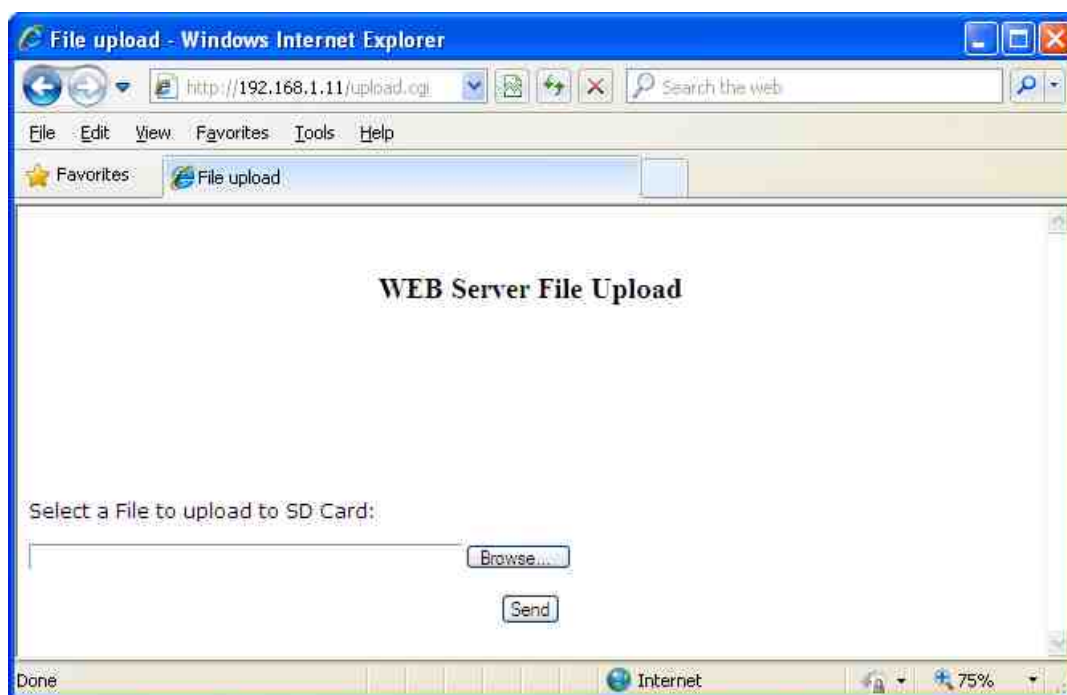 File upload - Windows Internet Explorer
http://192.168.1.11/upload.cgi
Search the web
File Edit View Favorites Tools Help
Favorites
File upload
WEB Server File Upload
Select a File to upload to SD Card:
Browse...
Send
Done
Internet
75%